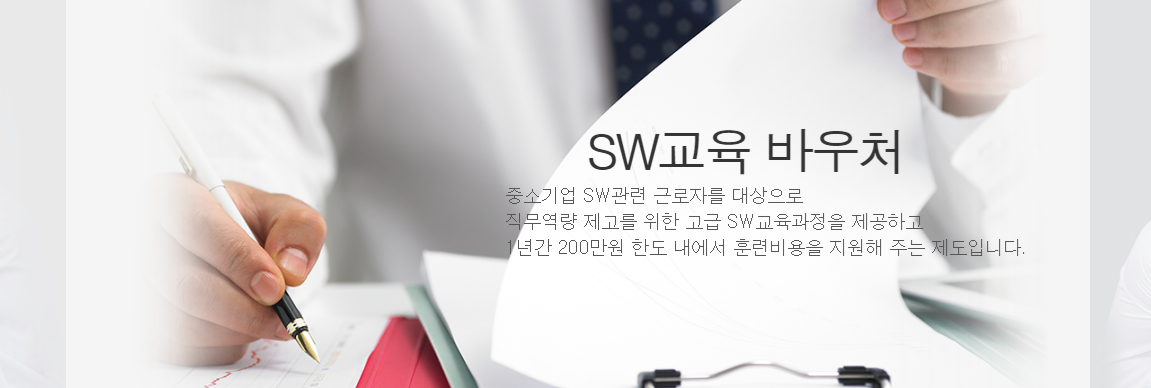 SW교육 바우처
중소기업 SW관련 근로자를 대상으로
직무역량 제고를 위한 고급 SW교육과정을 제공하고
1년간 200만원 한도 내에서 훈련비용을 지원해 주는 제도입니다.